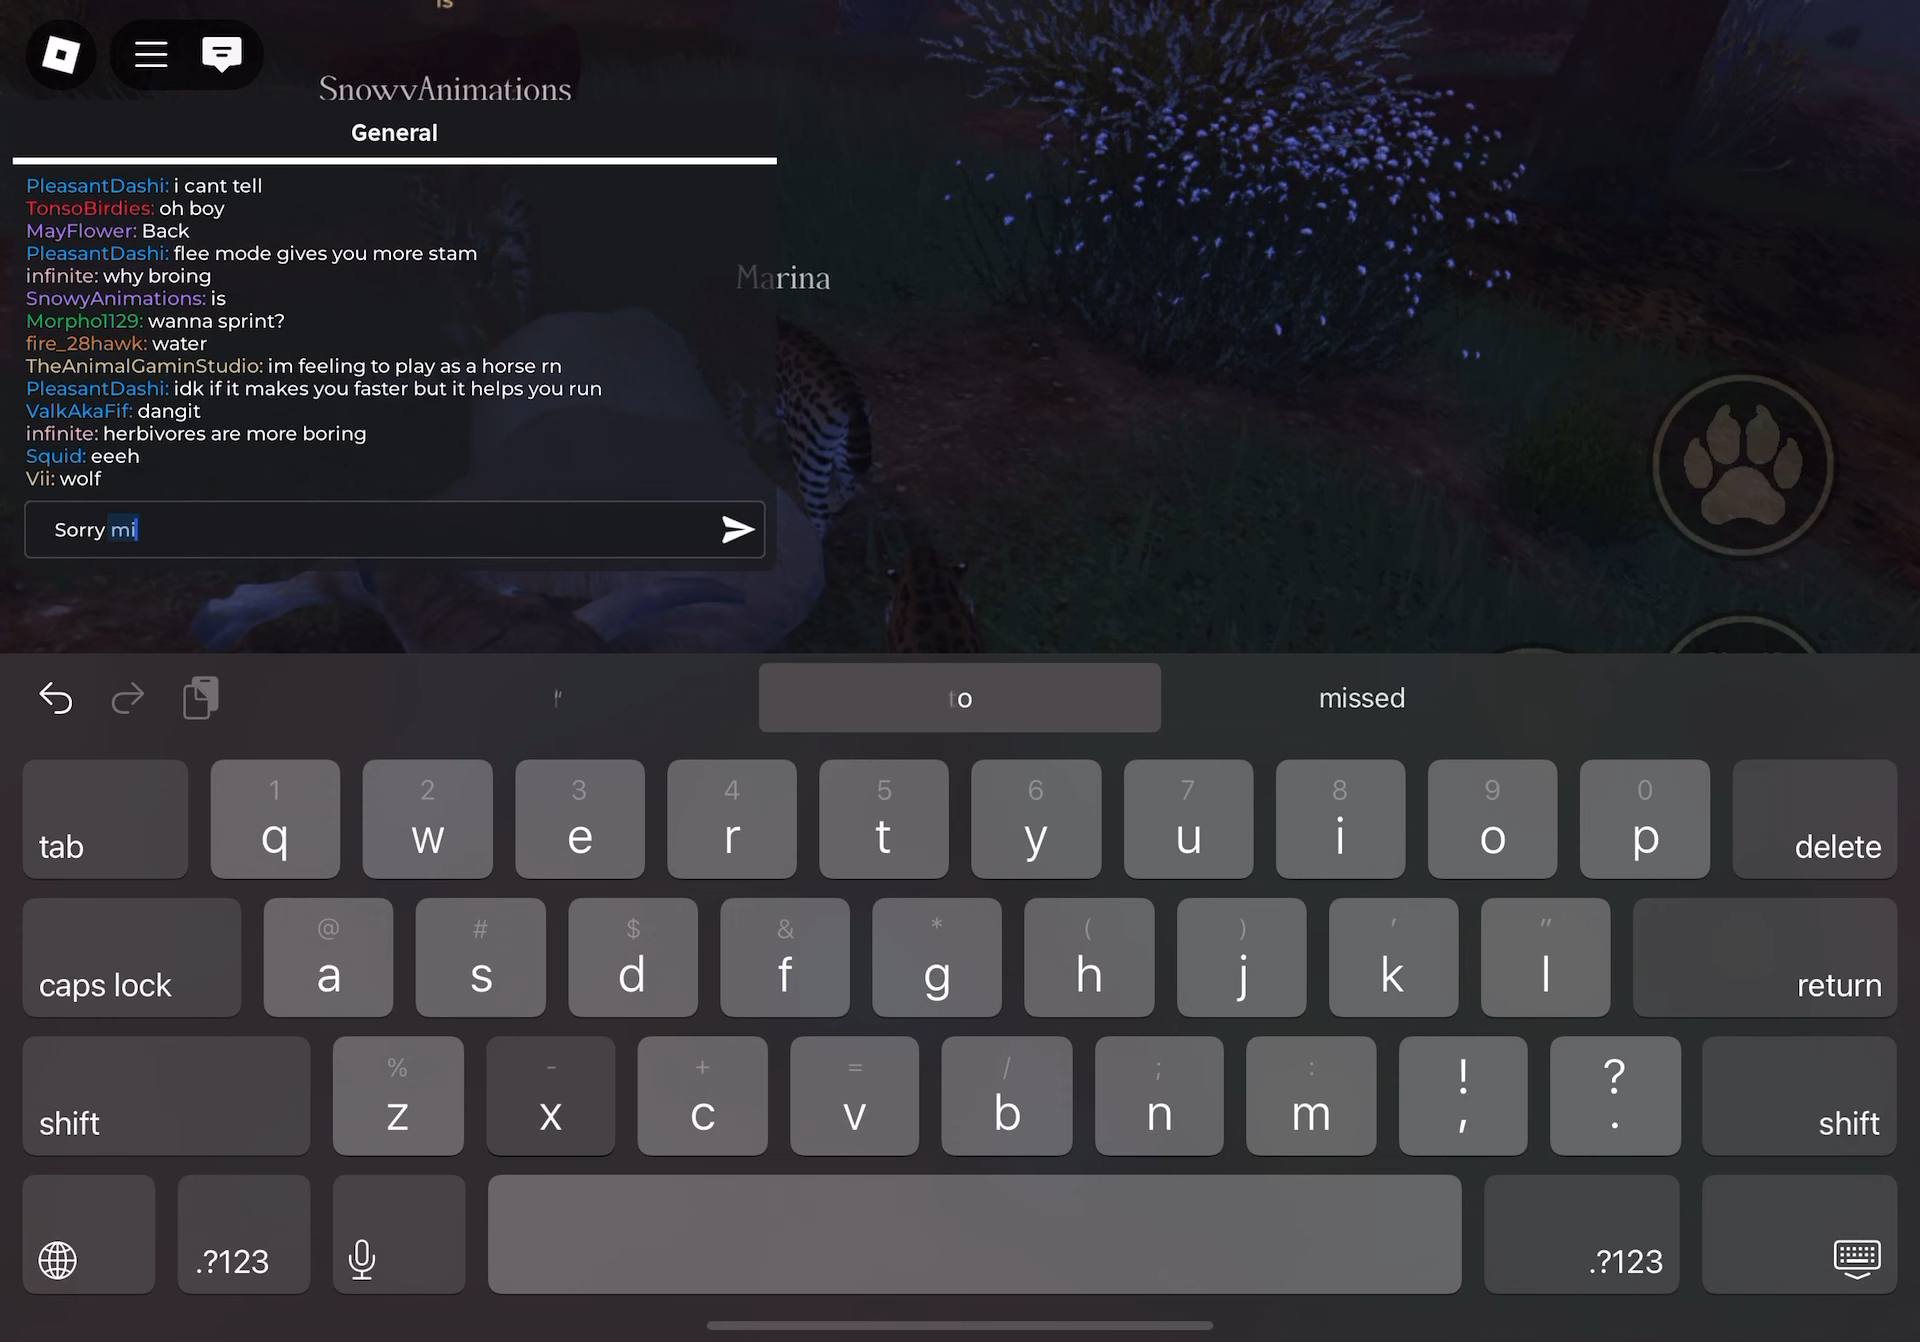 is
SnowyAnimations
General
PleasantDashi: i cant tell
TonsoBirdies: oh boy
MayFlower: Back
PleasantDashi: flee mode gives you more stam
infinite: why broing
SnowyAnimations: is
Morpho1129: wanna sprint?
fire_28hawk: water
TheAnimalGaminStudio: im feeling to play as a horse rn
PleasantDashi: idk if it makes you faster but it helps you run
ValkAkaFif: dangit
infinite: herbivores are more boring
Squid: eeeh
Vii: wolf
Marina
Sorry mi
to missed
1 2 3 4 5 6 7 8 9 0
tab q w e r t y u i o p delete
@ # $ & * ( ) ' "
caps lock a s d f g h j k l return
% - + = / ; : ! ?
shift z x c v b n m , . shift
.?123 .?123